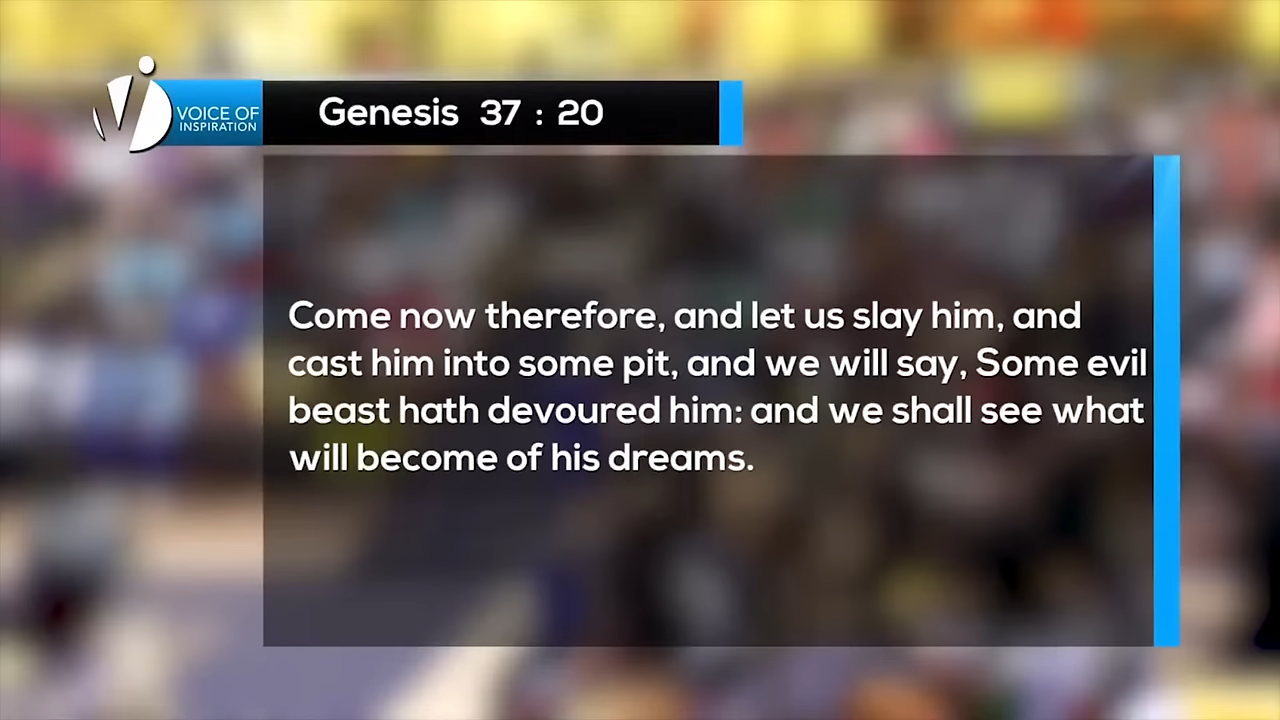 VOICE OF
INSPIRATION
Genesis 37 : 20
Come now therefore, and let us slay him, and
cast him into some pit, and we will say, Some evil
beast hath devoured him: and we shall see what
will become of his dreams.